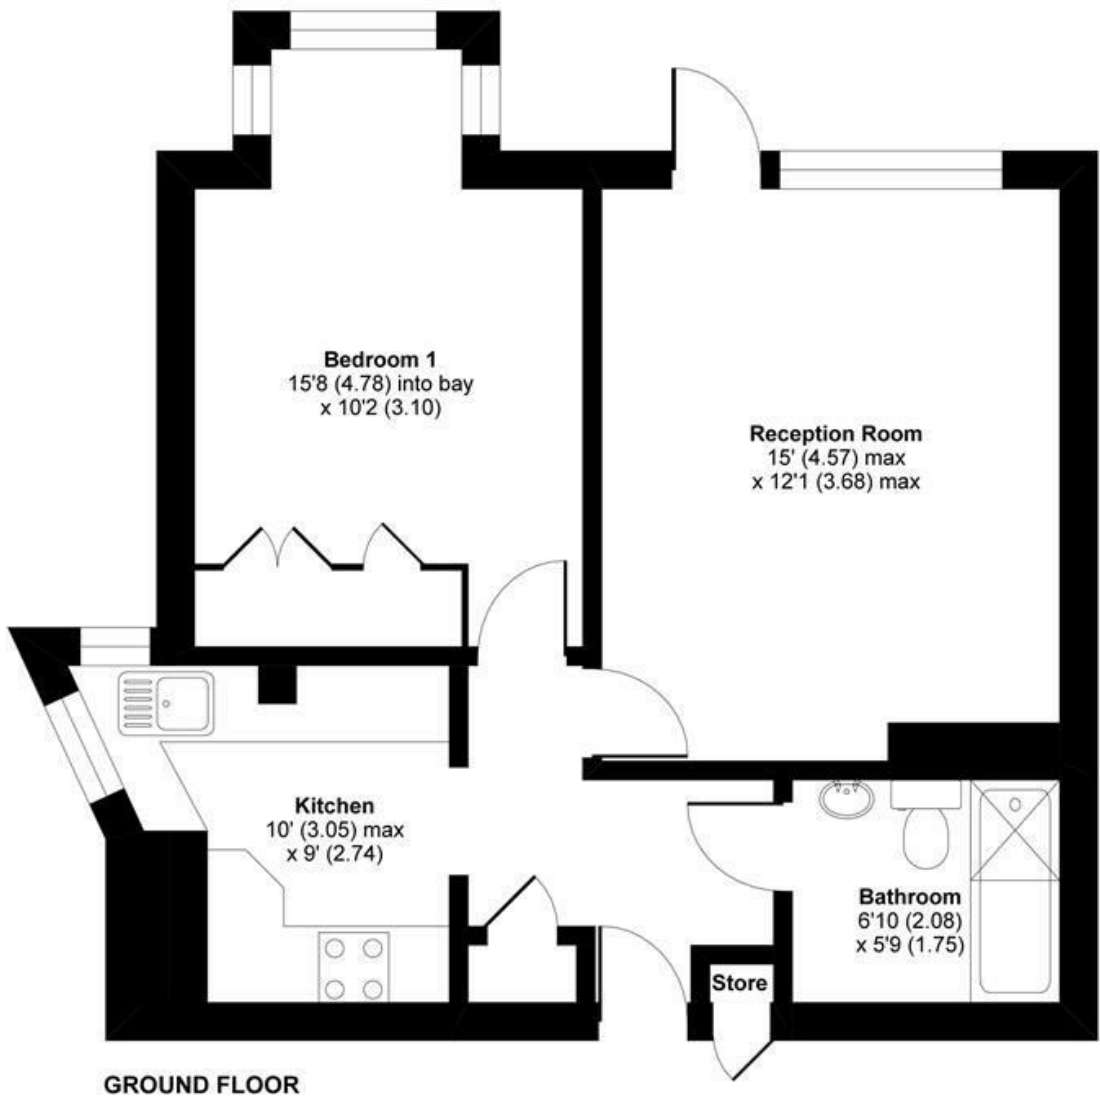 Bedroom 1
15'8 (4.78) into bay
x 10'2 (3.10)
Reception Room
15' (4.57) max
x 12'1 (3.68) max
Kitchen
10' (3.05) max
x 9' (2.74)
Bathroom
6'10 (2.08)
x 5'9 (1.75)
Store
GROUND FLOOR